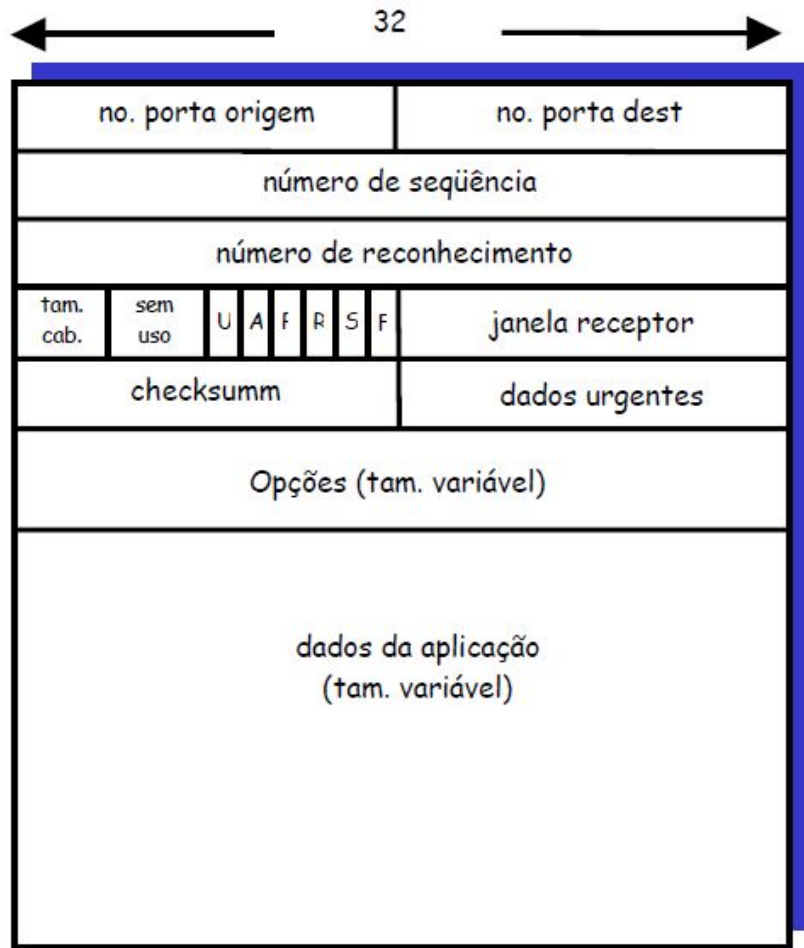 32
no. porta origem
no. porta dest
número de seqüência
número de reconhecimento
tam.
cab.
sem
uso
U
A
R
S
F
janela receptor
checksumm
dados urgentes
Opções (tam. variável)
dados da aplicação
(tam. variável)